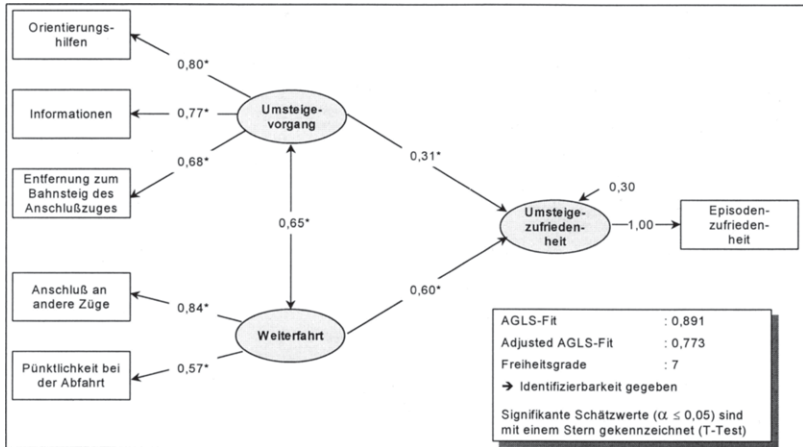 Orientierungs-
hilfen
0,80*
Informationen
0,77*
Umsteige-
vorgang
Entfernung zum
Bahnsteig des
Anschlußzuges
0,68*
0,31*
0,65*
0,30
Umsteige-
zufrieden-
heit
1,00
Episoden-
zufrieden-
heit
Anschluß an
andere Züge
0,84*
Weiterfahrt
0,60*
Pünktlichkeit bei
der Abfahrt
0,57*
AGLS-Fit : 0,891
Adjusted AGLS-Fit : 0,773
Freiheitsgrade : 7
➔ Identifizierbarkeit gegeben
Signifikante Schätzwerte (α ≤ 0,05) sind
mit einem Stern gekennzeichnet (T-Test)